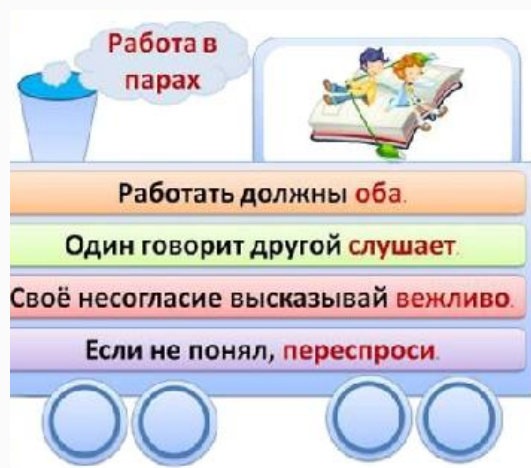 Работа в
парах
Работать должны оба.
Один говорит другой слушает.
Своё несогласие высказывай вежливо.
Если не понял, переспроси.